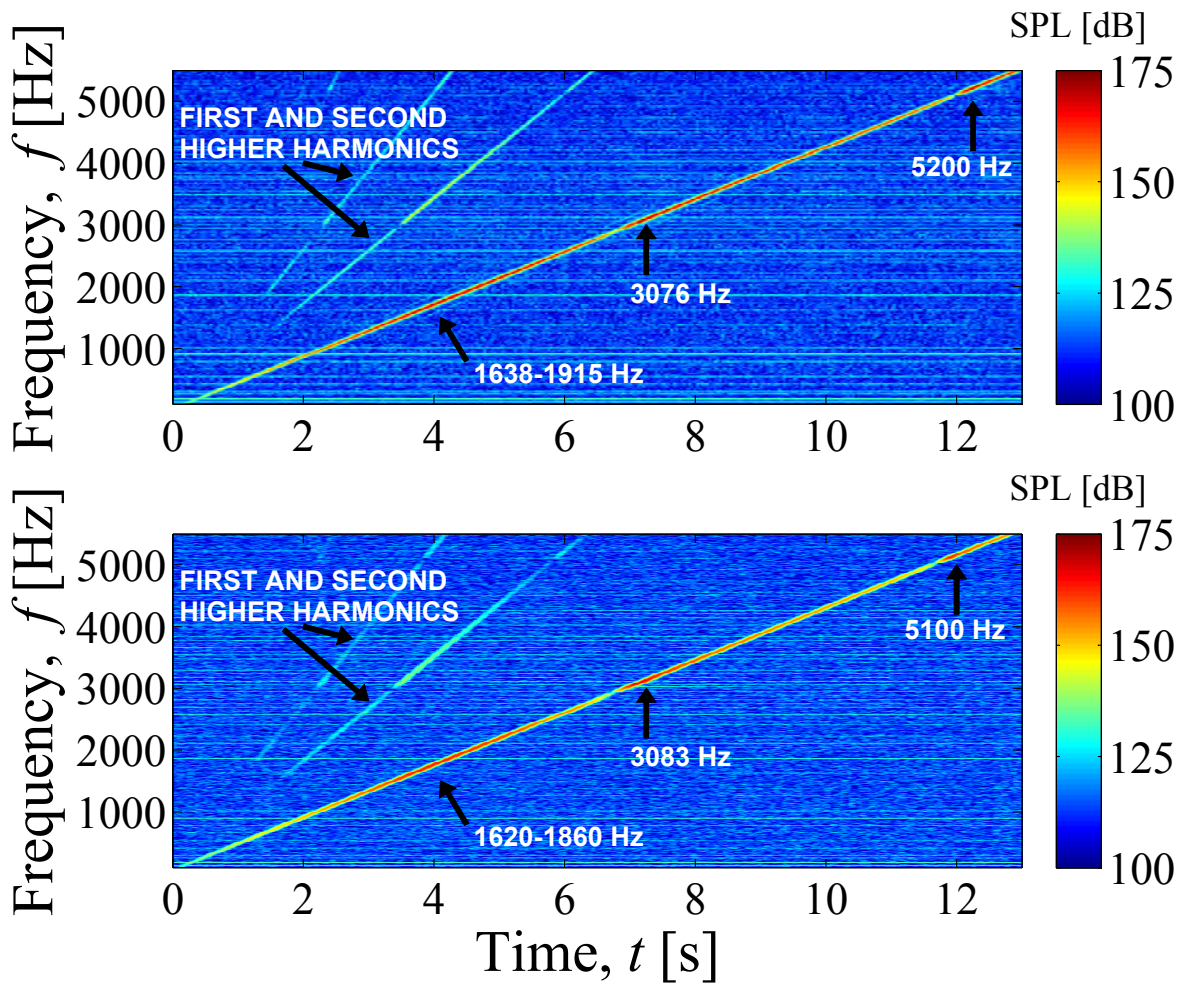 SPL [dB]
Frequency, f [Hz]
5000
4000
3000
2000
1000
FIRST AND SECOND
HIGHER HARMONICS
5200 Hz
3076 Hz
1638-1915 Hz
175
150
125
100
0 2 4 6 8 10 12
SPL [dB]
Frequency, f [Hz]
5000
4000
3000
2000
1000
FIRST AND SECOND
HIGHER HARMONICS
5100 Hz
3083 Hz
1620-1860 Hz
175
150
125
100
0 2 4 6 8 10 12
Time, t [s]